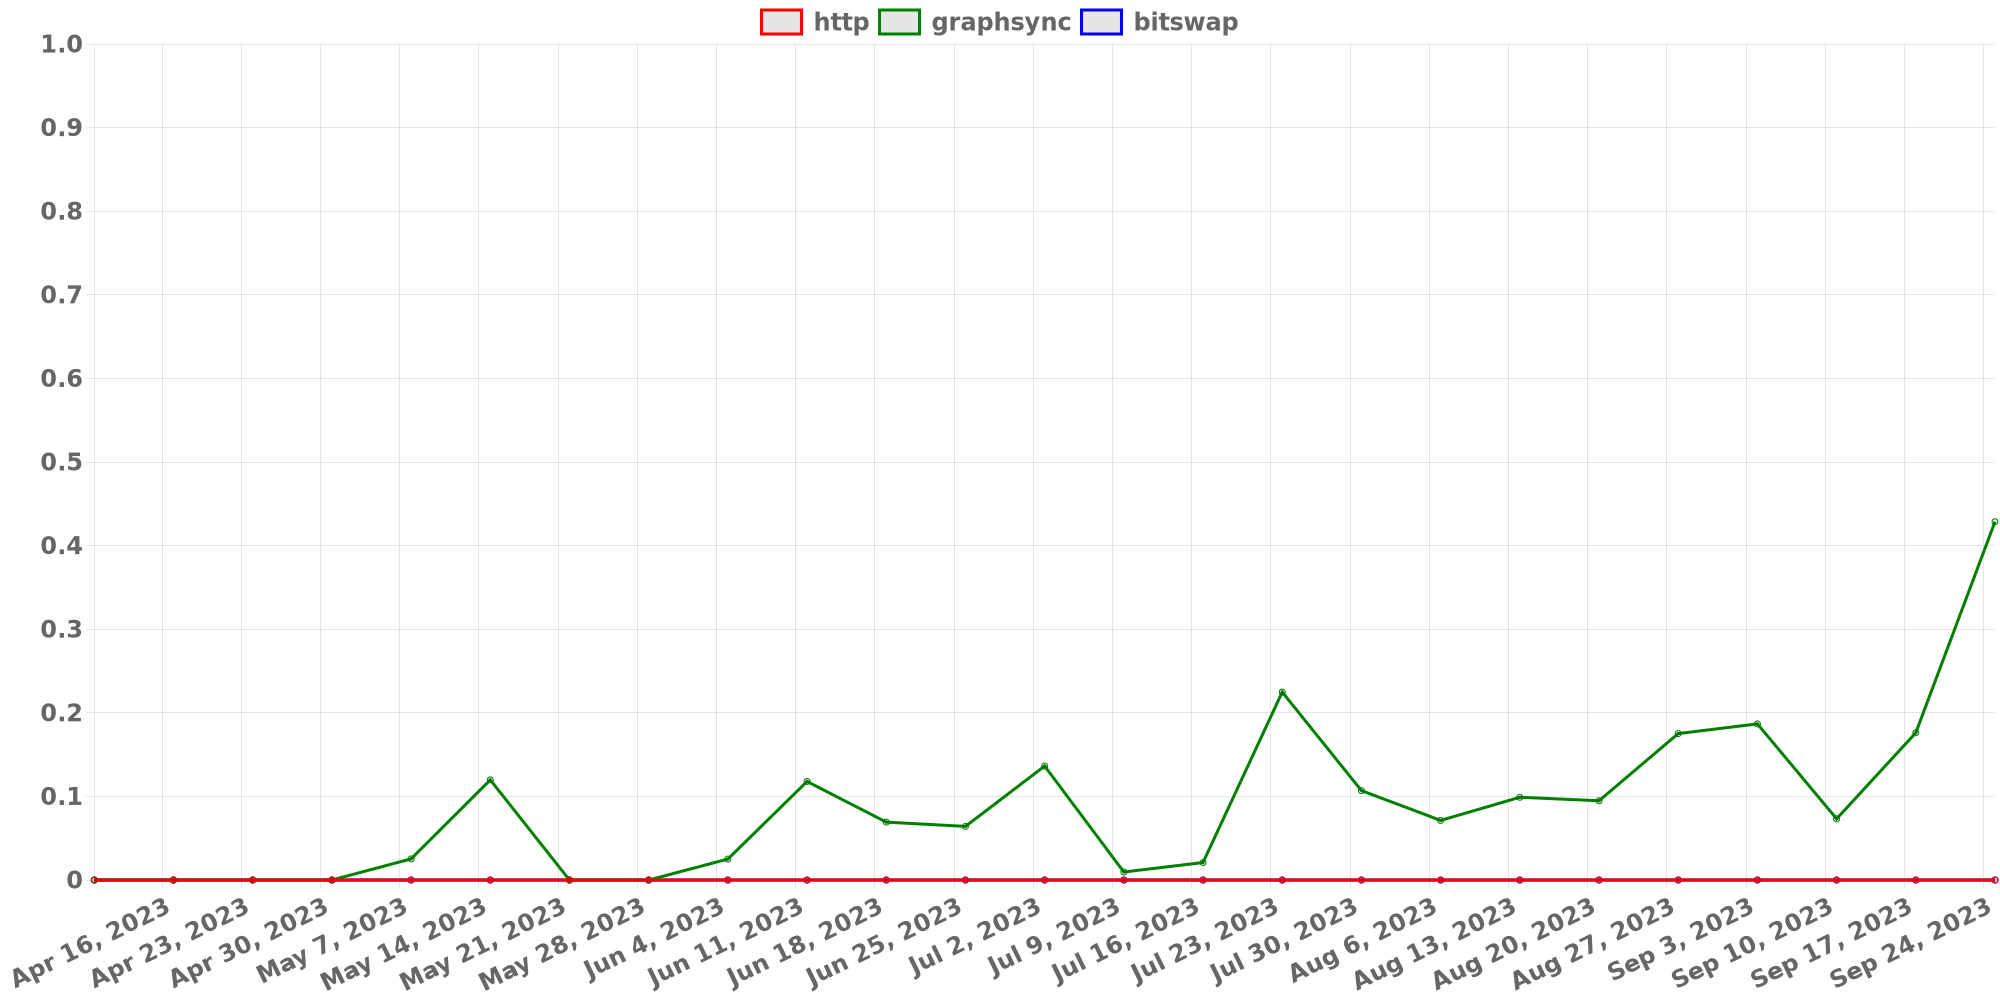 http graphsync bitswap
1.0
0.9
0.8
0.7
0.6
0.5
0.4
0.3
0.2
0.1
0
Apr 16, 2023
Apr 23, 2023
Apr 30, 2023
May 7, 2023
May 14, 2023
May 21, 2023
May 28, 2023
Jun 4, 2023
Jun 11, 2023
Jun 18, 2023
Jun 25, 2023
Jul 2, 2023
Jul 9, 2023
Jul 16, 2023
Jul 23, 2023
Jul 30, 2023
Aug 6, 2023
Aug 13, 2023
Aug 20, 2023
Aug 27, 2023
Sep 3, 2023
Sep 10, 2023
Sep 17, 2023
Sep 24, 2023